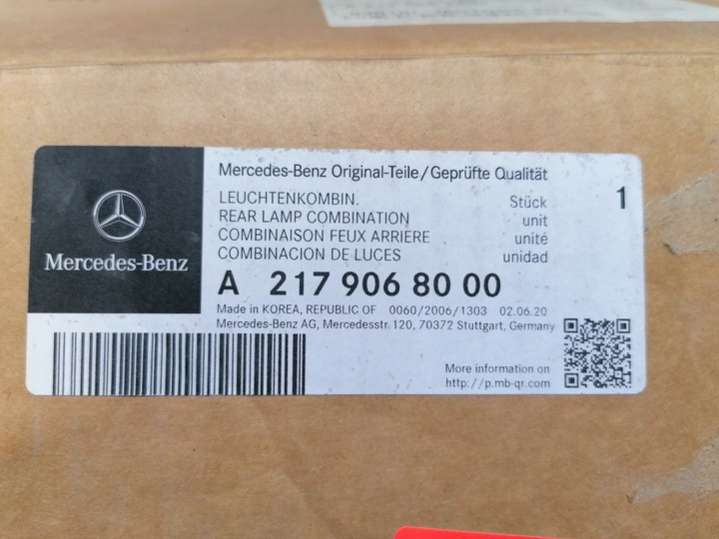 Mercedes-Benz Original-Teile/Geprüfte Qualität
LEUCHTENKOMBIN. Stück 1
REAR LAMP COMBINATION unit
COMBINAISON FEUX ARRIERE unité
COMBINACION DE LUCES unidad
Mercedes-Benz
A 217 906 80 00
Made in KOREA, REPUBLIC OF 0060/2006/1303 02.06.20
Mercedes-Benz AG, Mercedesstr. 120, 70372 Stuttgart, Germany
More information on
http://p.mb-qr.com